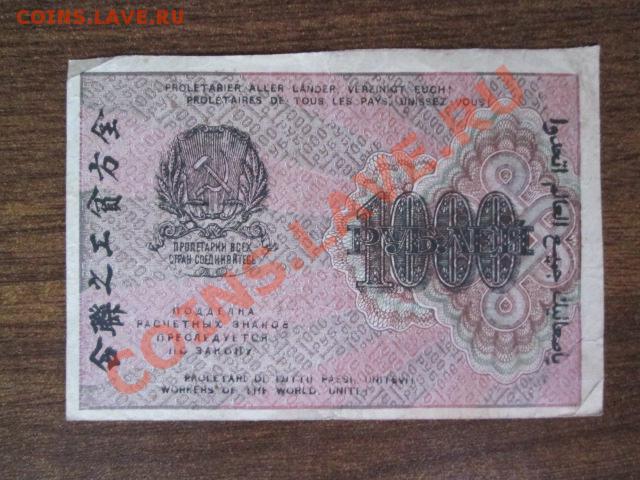 COINS.LAVE.RU
PROLETARIER ALLER LÄNDER, VEREINIGT EUCH!
PROLÉTAIRES DE TOUS LES PAYS, UNISSEZ-VOUS!
ПРОЛЕТАРИИ ВСЕХ
СТРАН СОЕДИНЯЙТЕСЬ!
1000
РУБЛЕЙ
ПОДДЕЛКА
РАСЧЕТНЫХ ЗНАКОВ
ПРЕСЛЕДУЕТСЯ
ПО ЗАКОНУ.
PROLETARI DI TUTTI I PAESI, UNITEVI!
WORKERS OF THE WORLD, UNITE!
COINS.LAVE.RU